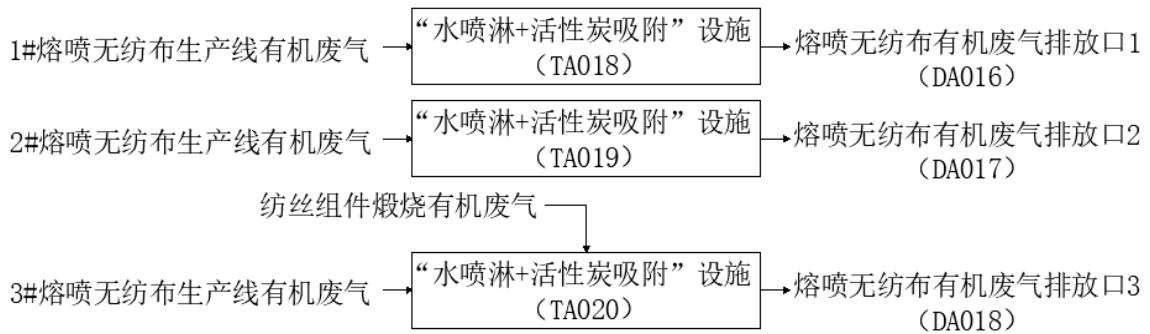 1#熔喷无纺布生产线有机废气
“水喷淋+活性炭吸附”设施
(TA018)
熔喷无纺布有机废气排放口1
(DA016)
2#熔喷无纺布生产线有机废气
“水喷淋+活性炭吸附”设施
(TA019)
熔喷无纺布有机废气排放口2
(DA017)
纺丝组件煅烧有机废气
3#熔喷无纺布生产线有机废气
“水喷淋+活性炭吸附”设施
(TA020)
熔喷无纺布有机废气排放口3
(DA018)